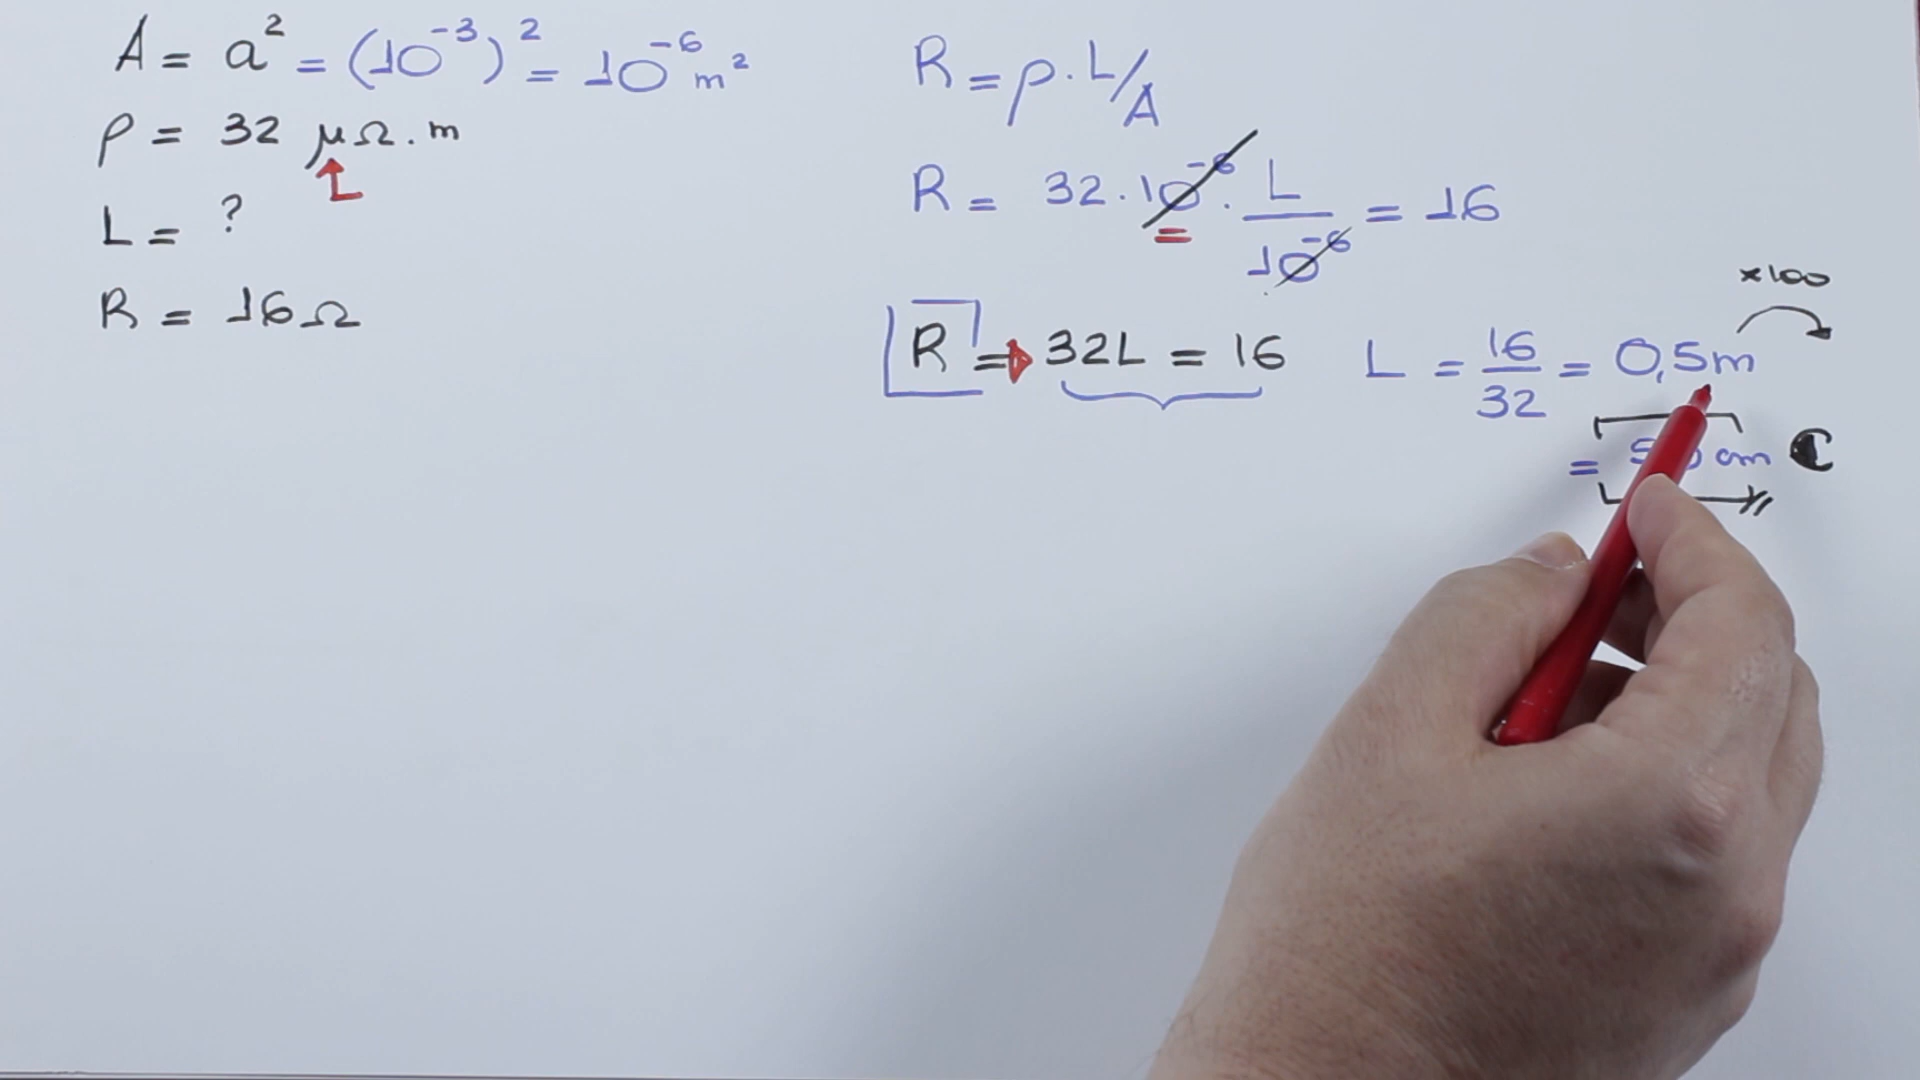 A = a² = (10⁻³)² = 10⁻⁶ m²
ρ = 32 μΩ.m
L = ?
R = 16Ω
R = ρ.L/A
R = 32.10⁻⁶ . L/10⁻⁶ = 16
x100
R => 32L = 16 L = 16/32 = 0,5m
= cm C